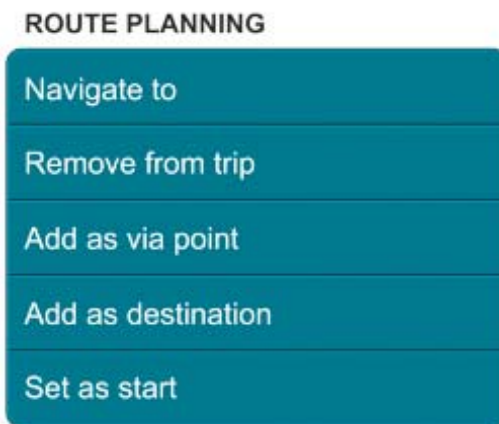 ROUTE PLANNING
Navigate to
Remove from trip
Add as via point
Add as destination
Set as start